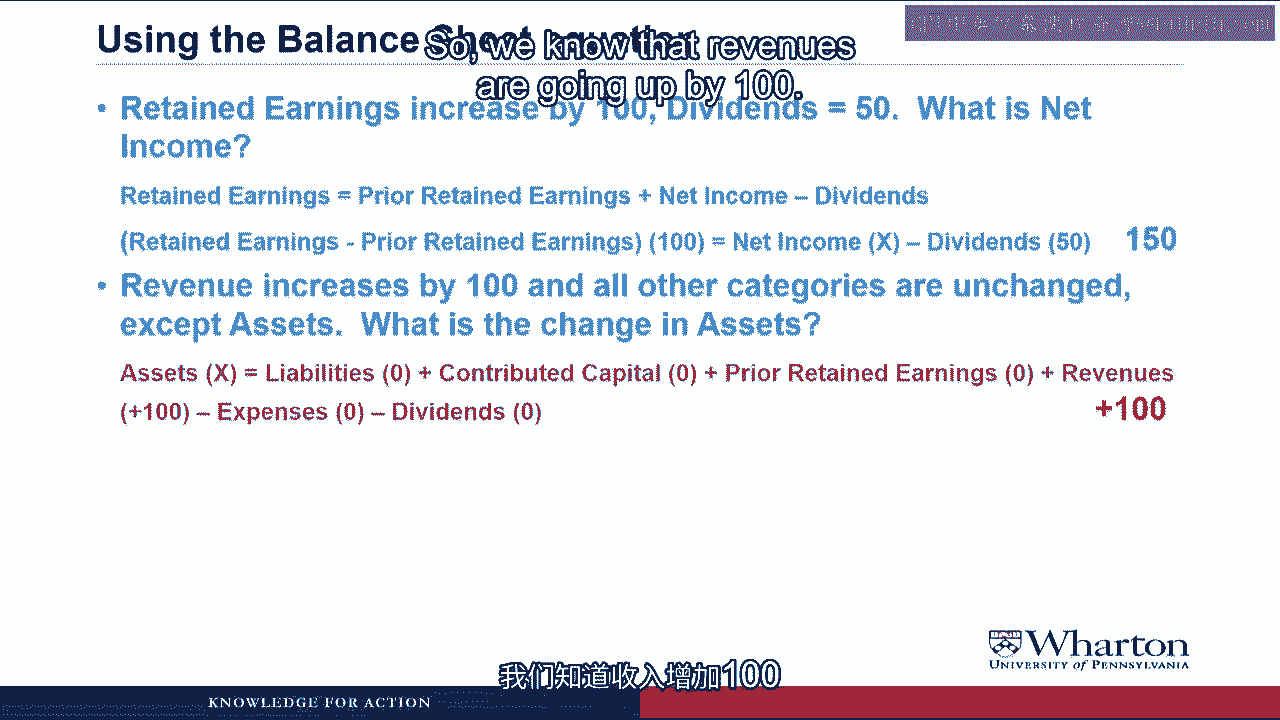 Using the Balance Sheet equation
So, we know that revenues
are going up by 100.
• Retained Earnings increase by 100, Dividends = 50. What is Net
Income?
Retained Earnings = Prior Retained Earnings + Net Income – Dividends
(Retained Earnings - Prior Retained Earnings) (100) = Net Income (X) – Dividends (50) 150
• Revenue increases by 100 and all other categories are unchanged,
except Assets. What is the change in Assets?
Assets (X) = Liabilities (0) + Contributed Capital (0) + Prior Retained Earnings (0) + Revenues
(+100) – Expenses (0) – Dividends (0) +100
Wharton
UNIVERSITY of PENNSYLVANIA
我们知道收入增加100
KNOWLEDGE FOR ACTION